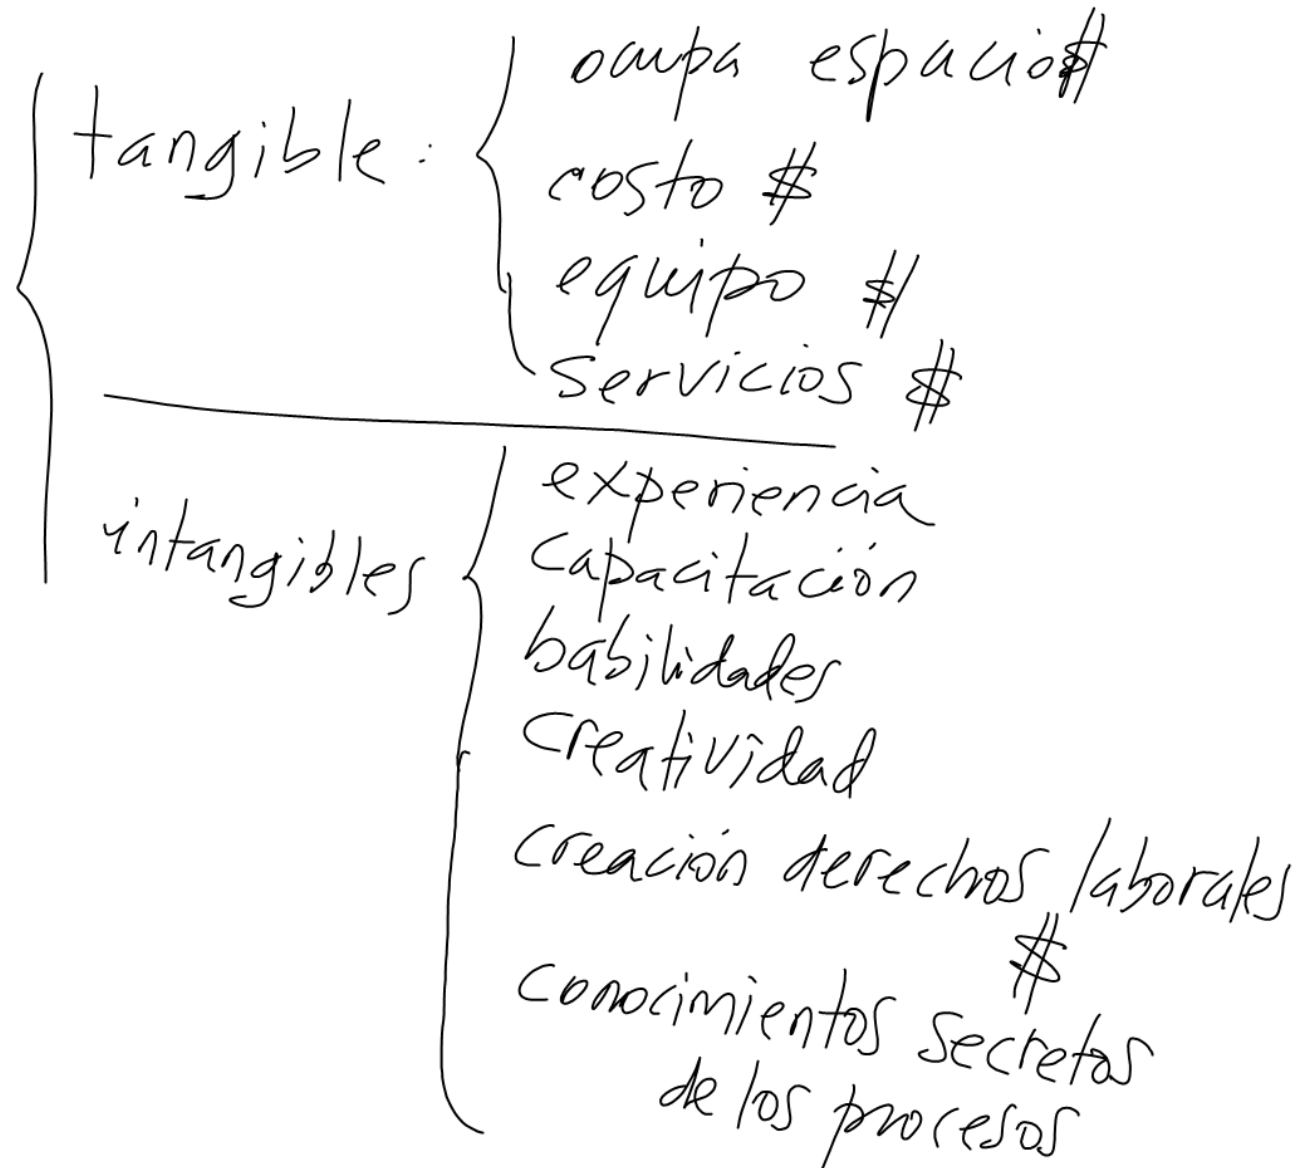 ocupa espacio$
tangible:
costo $
equipo $
servicios $
experiencia
intangibles
capacitación
habilidades
creatividad
creación derechos laborales
$
conocimientos secretos
de los procesos